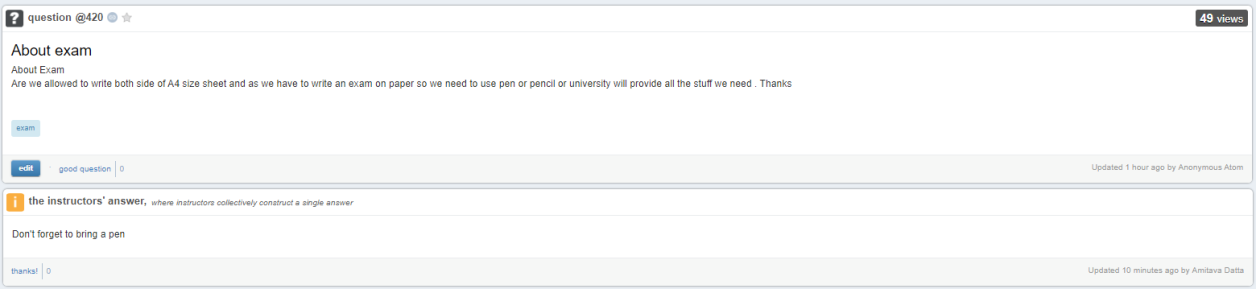 ? question @420
49 views
About exam
About Exam
Are we allowed to write both side of A4 size sheet and as we have to write an exam on paper so we need to use pen or pencil or university will provide all the stuff we need . Thanks
exam
edit · good question 0 Updated 1 hour ago by Anonymous Atom
i the instructors' answer, where instructors collectively construct a single answer
Don't forget to bring a pen
thanks! 0 Updated 10 minutes ago by Amitava Datta